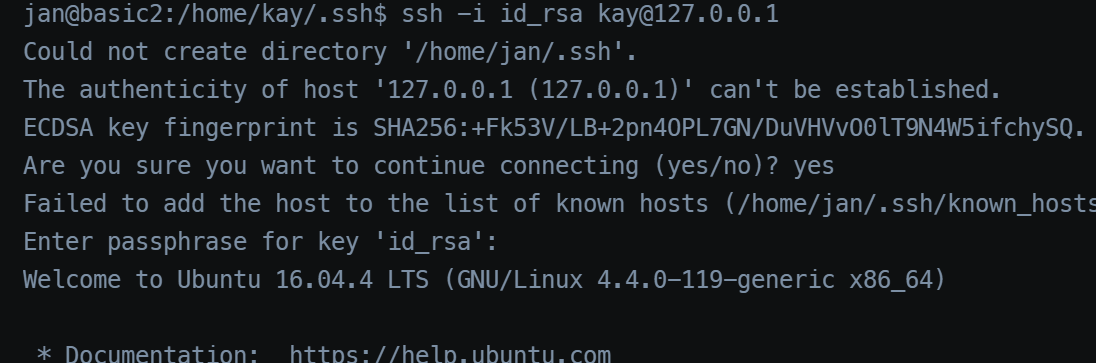 jan@basic2:/home/kay/.ssh$ ssh -i id_rsa kay@127.0.0.1
Could not create directory '/home/jan/.ssh'.
The authenticity of host '127.0.0.1 (127.0.0.1)' can't be established.
ECDSA key fingerprint is SHA256:+Fk53V/LB+2pn4OPL7GN/DuVHVvO0lT9N4W5ifchySQ.
Are you sure you want to continue connecting (yes/no)? yes
Failed to add the host to the list of known hosts (/home/jan/.ssh/known_hosts
Enter passphrase for key 'id_rsa':
Welcome to Ubuntu 16.04.4 LTS (GNU/Linux 4.4.0-119-generic x86_64)
* Documentation:  https://help.ubuntu.com